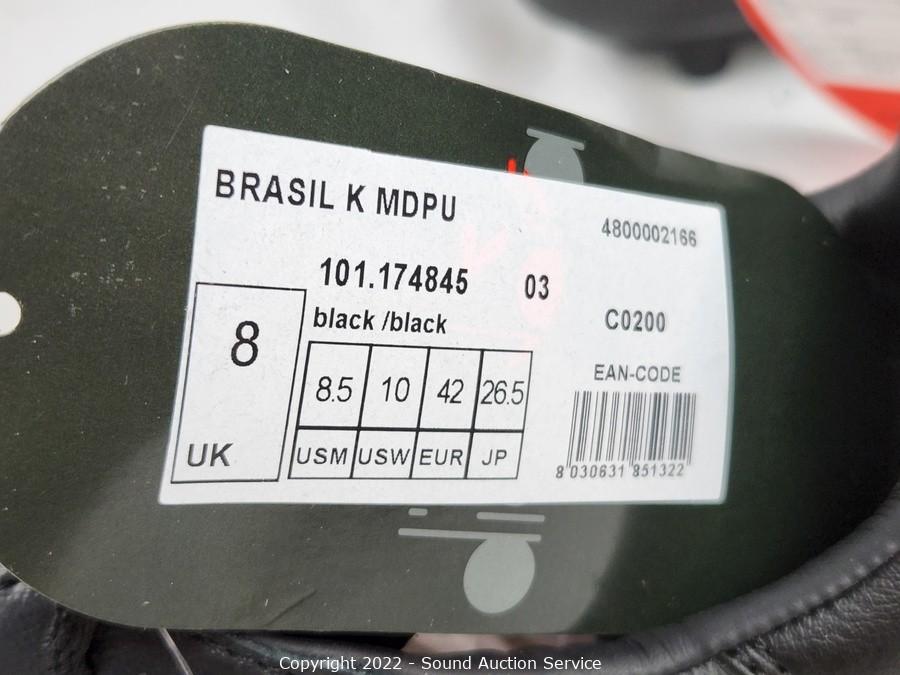 BRASIL K MDPU
4800002166
101.174845 03
black /black
C0200
8
UK
8.5 10 42 26.5
USM USW EUR JP
EAN-CODE
8 030631 851322
Copyright 2022 - Sound Auction Service